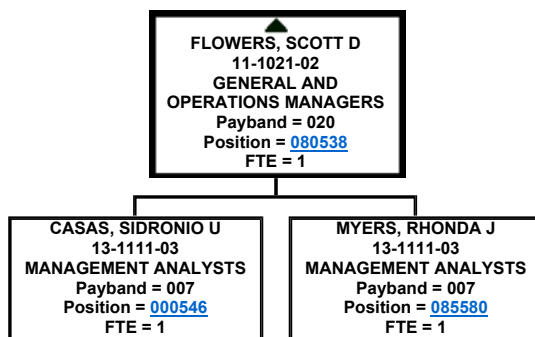 FLOWERS, SCOTT D
11-1021-02
GENERAL AND
OPERATIONS MANAGERS
Payband = 020
Position = 080538
FTE = 1
CASAS, SIDRONIO U
13-1111-03
MANAGEMENT ANALYSTS
Payband = 007
Position = 000546
FTE = 1
MYERS, RHONDA J
13-1111-03
MANAGEMENT ANALYSTS
Payband = 007
Position = 085580
FTE = 1